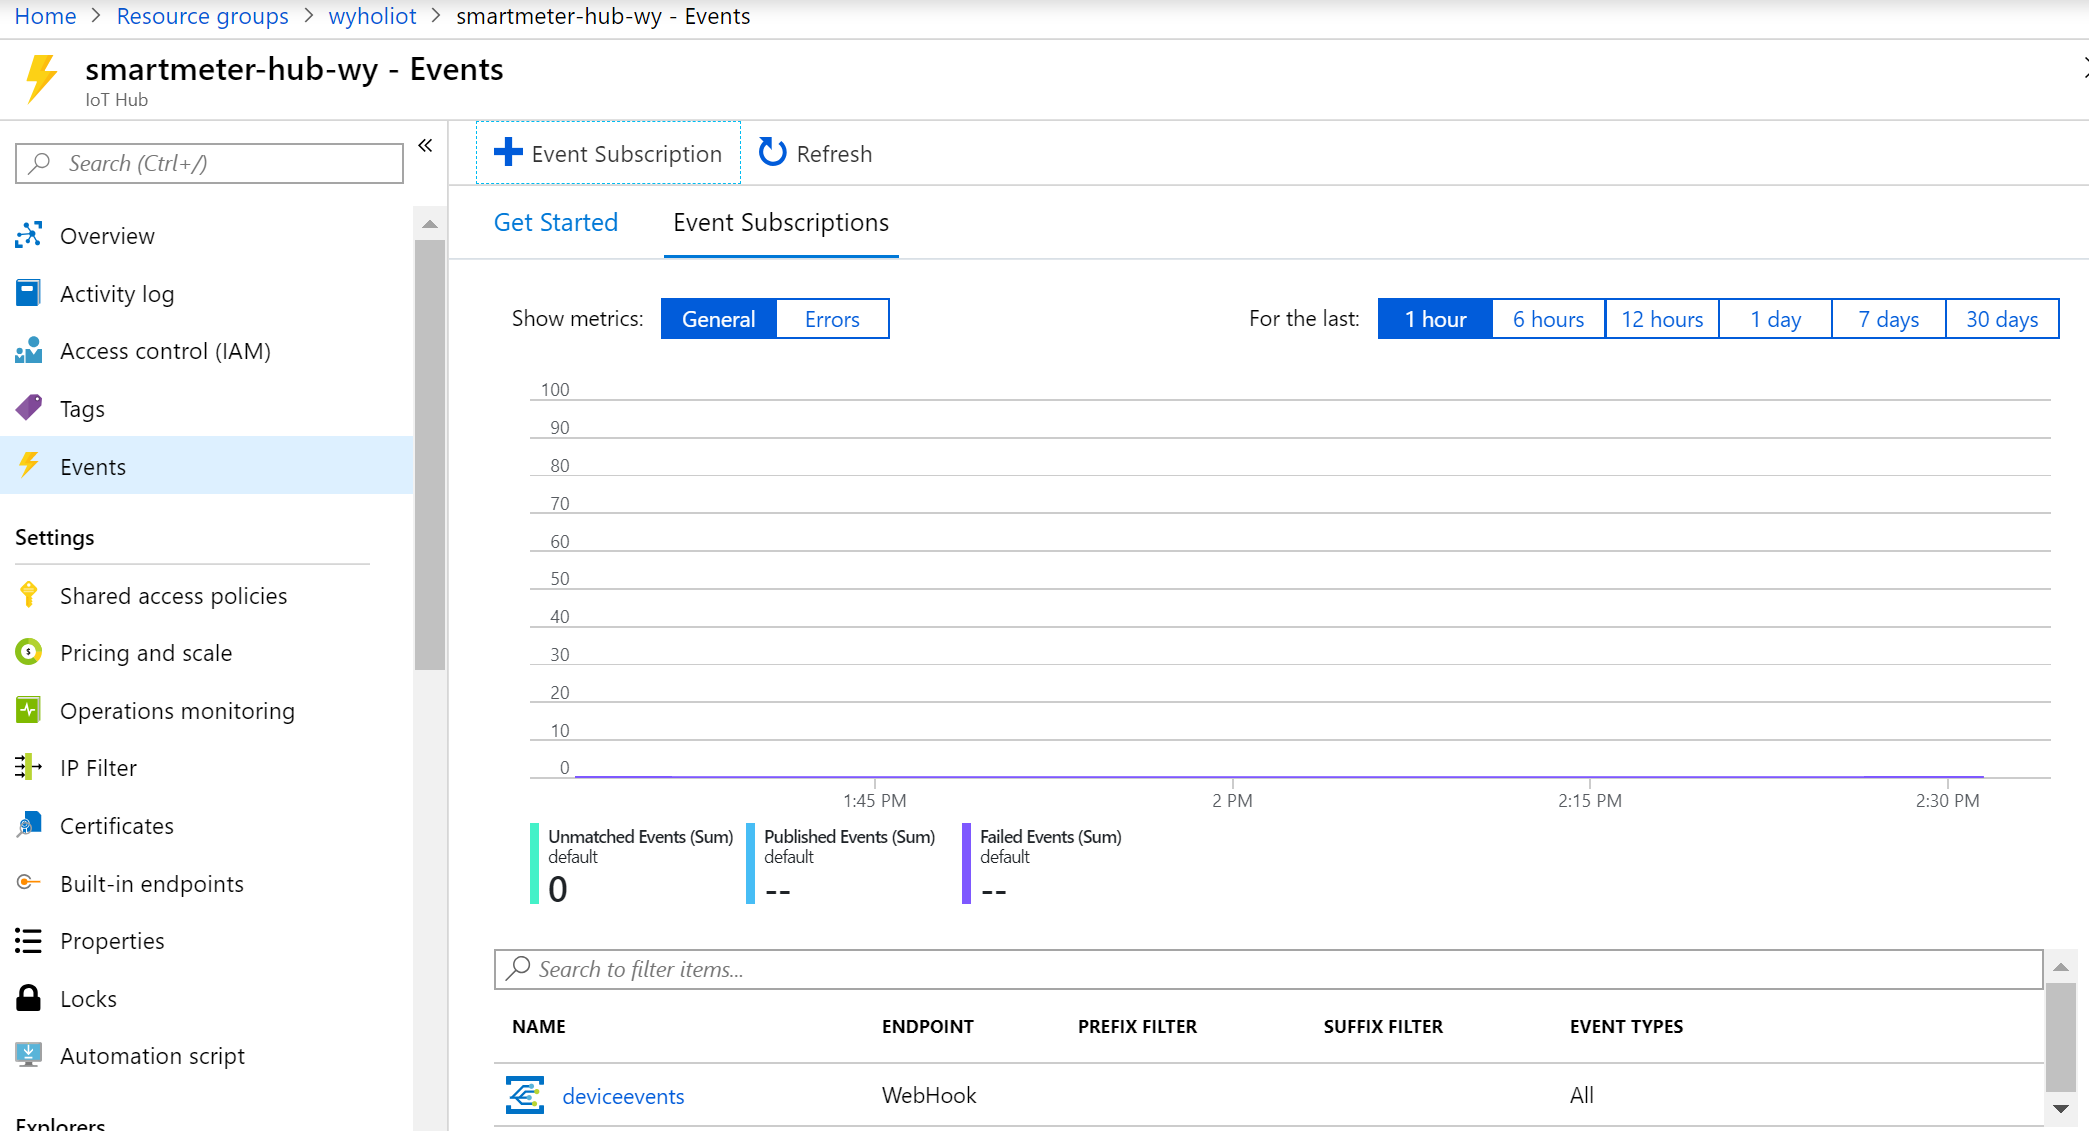 Home > Resource groups > wyholiot > smartmeter-hub-wy - Events
smartmeter-hub-wy - Events
IoT Hub
Search (Ctrl+/)
«
Overview
Activity log
Access control (IAM)
Tags
Events
Settings
Shared access policies
Pricing and scale
Operations monitoring
IP Filter
Certificates
Built-in endpoints
Properties
Locks
Automation script
Explorers
Event Subscription Refresh
Get Started Event Subscriptions
Show metrics: General Errors For the last: 1 hour 6 hours 12 hours 1 day 7 days 30 days
100
90
80
70
60
50
40
30
20
10
0
1:45 PM 2 PM 2:15 PM 2:30 PM
Unmatched Events (Sum) Published Events (Sum) Failed Events (Sum)
default default default
0 -- --
Search to filter items...
NAME ENDPOINT PREFIX FILTER SUFFIX FILTER EVENT TYPES
deviceevents WebHook All